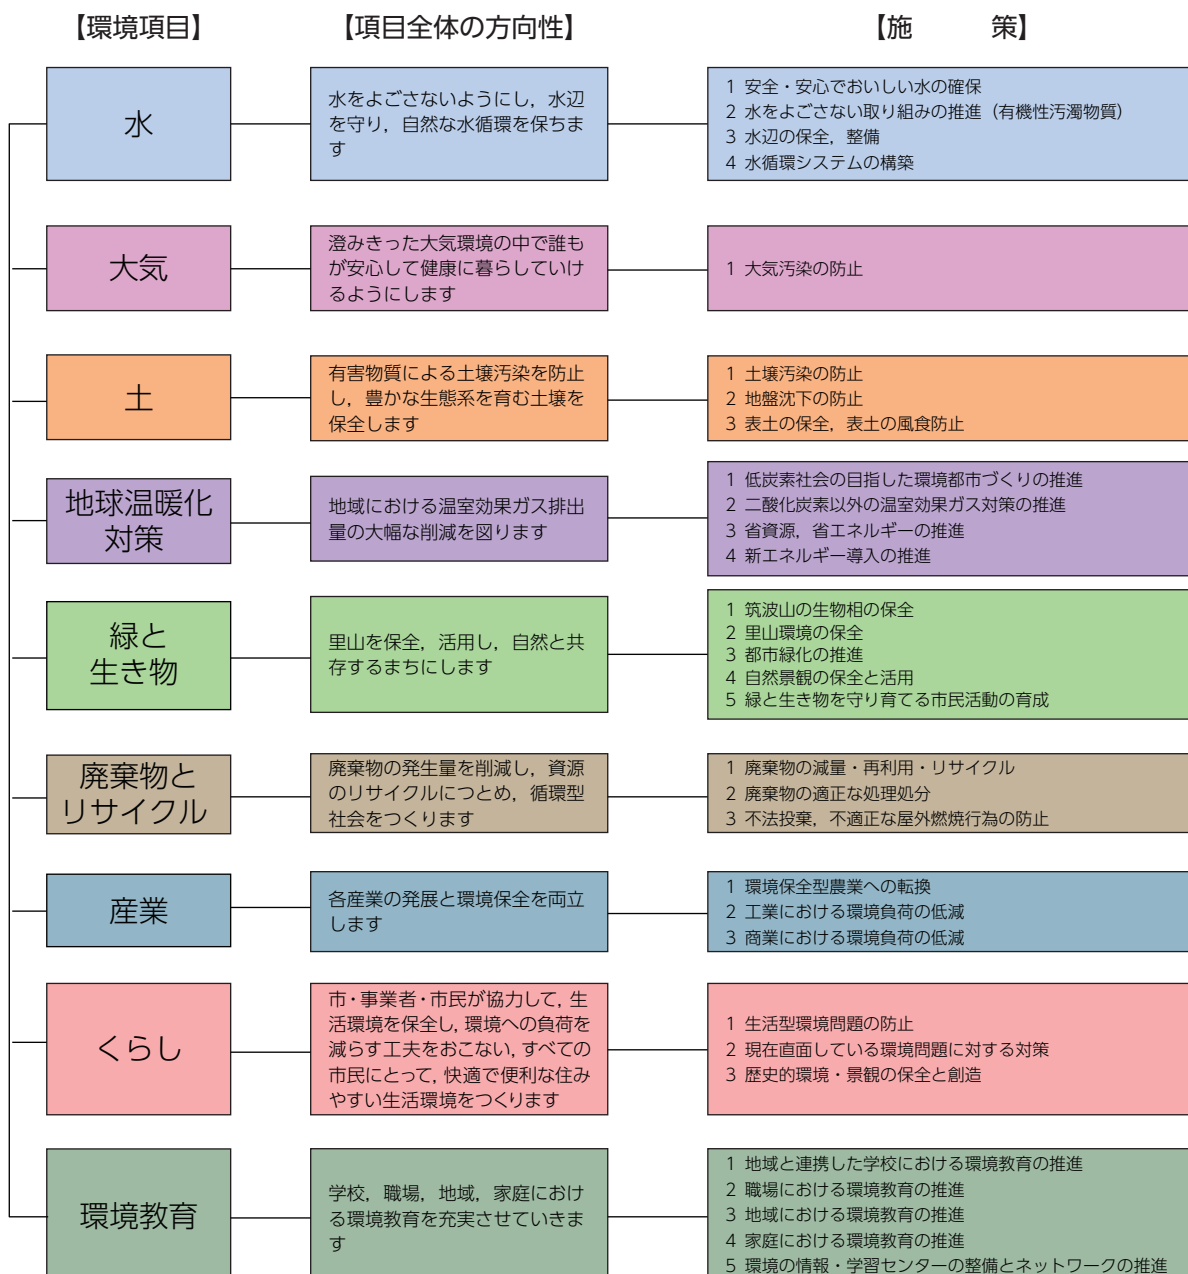 【環境項目】
【項目全体の方向性】
【施　　策】
水
水をよごさないようにし，水辺
を守り，自然な水循環を保ちま
す
1 安全・安心でおいしい水の確保
2 水をよごさない取り組みの推進（有機性汚濁物質）
3 水辺の保全，整備
4 水循環システムの構築
大気
澄みきった大気環境の中で誰も
が安心して健康に暮らしていけ
るようにします
1 大気汚染の防止
土
有害物質による土壌汚染を防止
し，豊かな生態系を育む土壌を
保全します
1 土壌汚染の防止
2 地盤沈下の防止
3 表土の保全，表土の風食防止
地球温暖化
対策
地域における温室効果ガス排出
量の大幅な削減を図ります
1 低炭素社会の目指した環境都市づくりの推進
2 二酸化炭素以外の温室効果ガス対策の推進
3 省資源，省エネルギーの推進
4 新エネルギー導入の推進
緑と
生き物
里山を保全，活用し，自然と共
存するまちにします
1 筑波山の生物相の保全
2 里山環境の保全
3 都市緑化の推進
4 自然景観の保全と活用
5 緑と生き物を守り育てる市民活動の育成
廃棄物と
リサイクル
廃棄物の発生量を削減し，資源
のリサイクルにつとめ，循環型
社会をつくります
1 廃棄物の減量・再利用・リサイクル
2 廃棄物の適正な処理処分
3 不法投棄，不適正な屋外燃焼行為の防止
産業
各産業の発展と環境保全を両立
します
1 環境保全型農業への転換
2 工業における環境負荷の低減
3 商業における環境負荷の低減
くらし
市・事業者・市民が協力して，生
活環境を保全し，環境への負荷を
減らす工夫をおこない，すべての
市民にとって，快適で便利な住み
やすい生活環境をつくります
1 生活型環境問題の防止
2 現在直面している環境問題に対する対策
3 歴史的環境・景観の保全と創造
環境教育
学校，職場，地域，家庭におけ
る環境教育を充実させていきま
す
1 地域と連携した学校における環境教育の推進
2 職場における環境教育の推進
3 地域における環境教育の推進
4 家庭における環境教育の推進
5 環境の情報・学習センターの整備とネットワークの推進